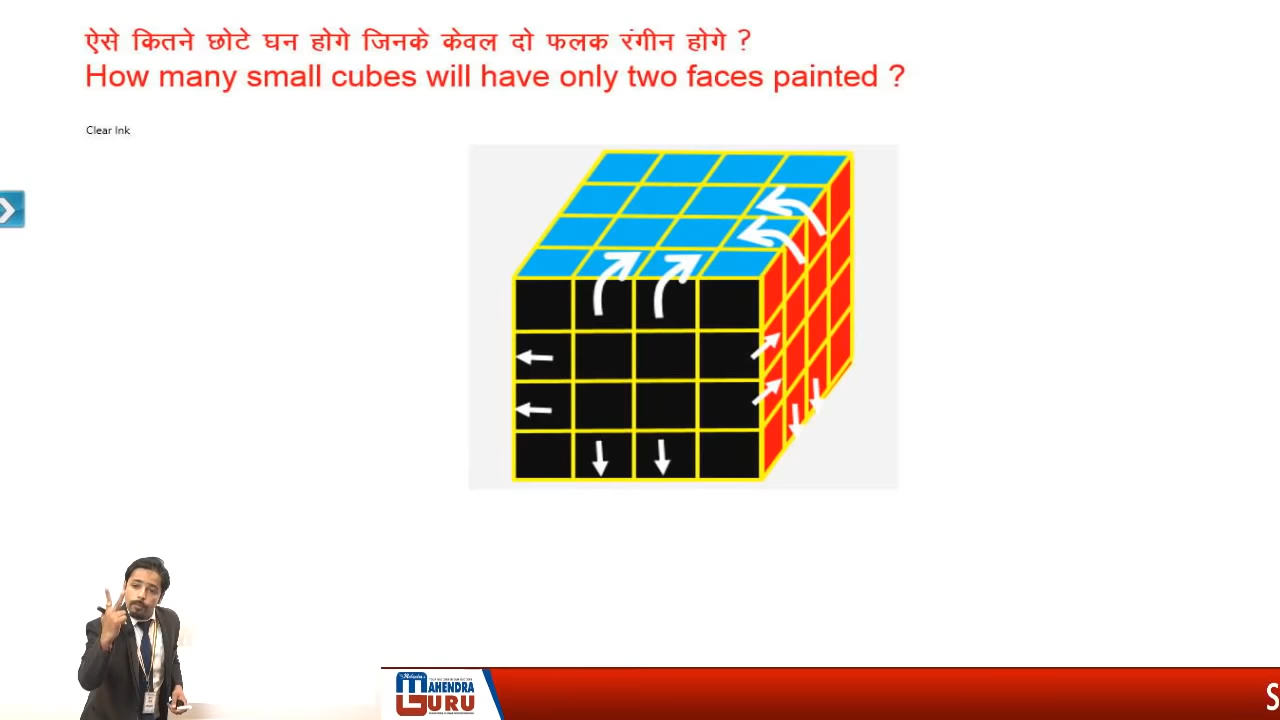 ऐसे कितने छोटे घन होगे जिनके केवल दो फलक रंगीन होगे ?
How many small cubes will have only two faces painted ?
Clear Ink
MAHENDRA
GURU
S